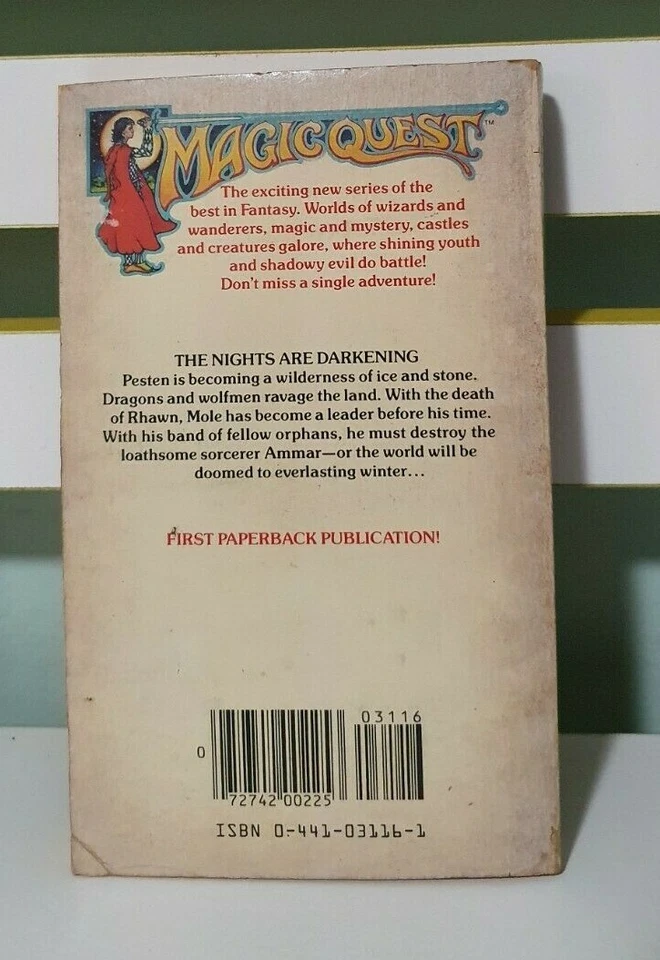 MAGICQUEST™
The exciting new series of the
best in Fantasy. Worlds of wizards and
wanderers, magic and mystery, castles
and creatures galore, where shining youth
and shadowy evil do battle!
Don't miss a single adventure!
THE NIGHTS ARE DARKENING
Pesten is becoming a wilderness of ice and stone.
Dragons and wolfmen ravage the land. With the death
of Rhawn, Mole has become a leader before his time.
With his band of fellow orphans, he must destroy the
loathsome sorcerer Ammar—or the world will be
doomed to everlasting winter...
FIRST PAPERBACK PUBLICATION!
03116
0
72742 00225
ISBN 0-441-03116-1